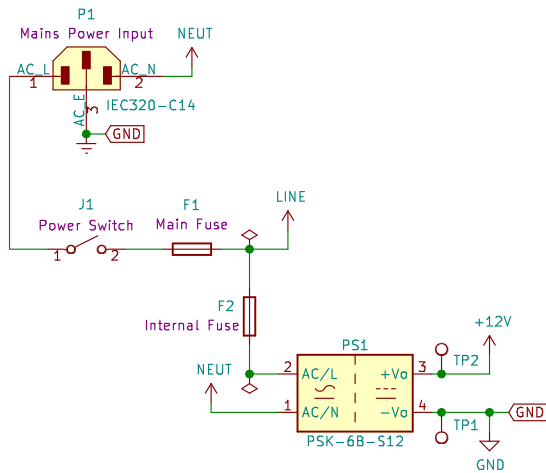 P1
Mains Power Input
NEUT
AC_L
AC_N
1
2
AC_E
3
IEC320-C14
GND
J1
Power Switch
1
2
F1
Main Fuse
LINE
F2
Internal Fuse
+12V
PS1
NEUT
2
AC/L
+Vo
3
TP2
1
AC/N
-Vo
4
TP1
GND
PSK-6B-S12
GND